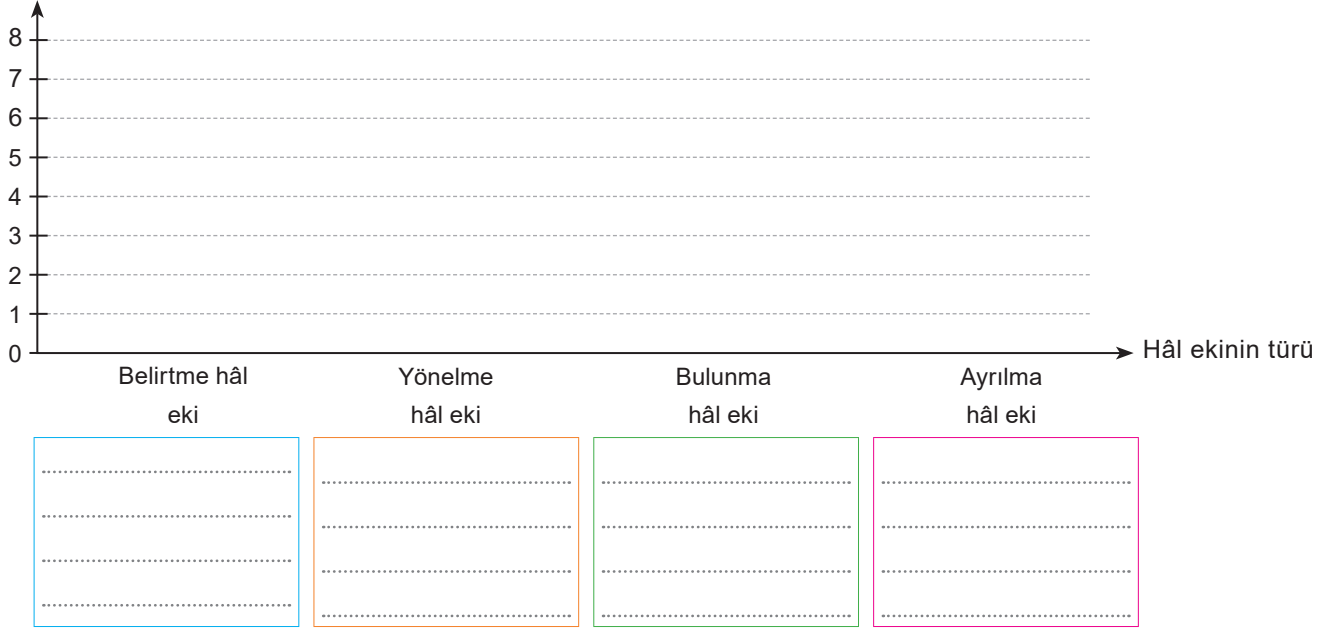 8
7
6
5
4
3
2
1
0
Hâl ekinin türü
Belirtme hâl
eki
Yönelme
hâl eki
Bulunma
hâl eki
Ayrılma
hâl eki